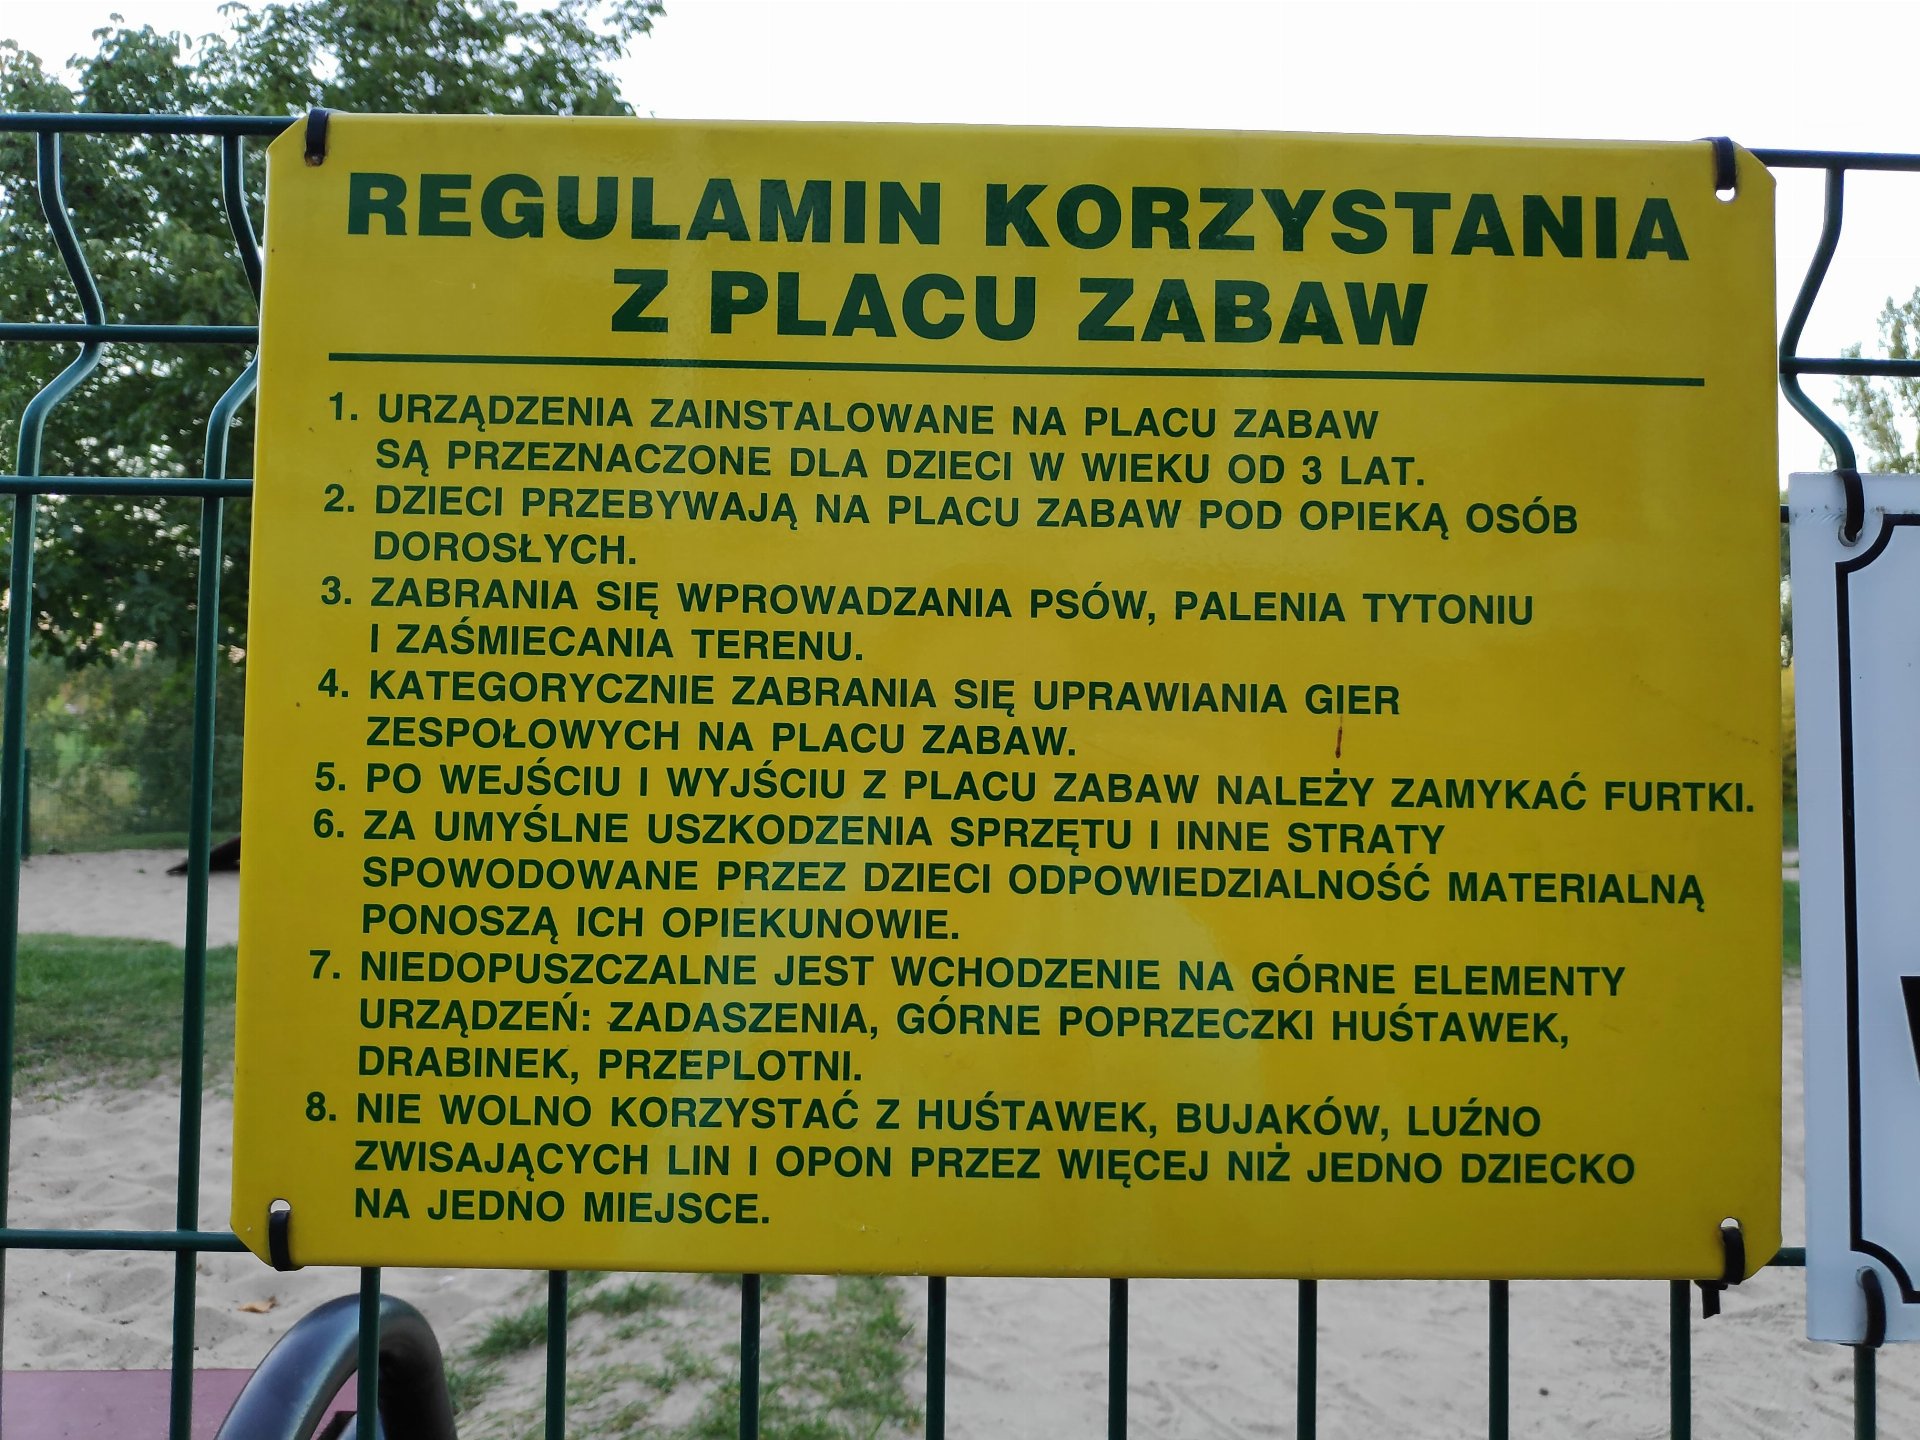 REGULAMIN KORZYSTANIA
Z PLACU ZABAW
1. URZĄDZENIA ZAINSTALOWANE NA PLACU ZABAW
SĄ PRZEZNACZONE DLA DZIECI W WIEKU OD 3 LAT.
2. DZIECI PRZEBYWAJĄ NA PLACU ZABAW POD OPIEKĄ OSÓB
DOROSŁYCH.
3. ZABRANIA SIĘ WPROWADZANIA PSÓW, PALENIA TYTONIU
I ZAŚMIECANIA TERENU.
4. KATEGORYCZNIE ZABRANIA SIĘ UPRAWIANIA GIER
ZESPOŁOWYCH NA PLACU ZABAW.
5. PO WEJŚCIU I WYJŚCIU Z PLACU ZABAW NALEŻY ZAMYKAĆ FURTKI.
6. ZA UMYŚLNE USZKODZENIA SPRZĘTU I INNE STRATY
SPOWODOWANE PRZEZ DZIECI ODPOWIEDZIALNOŚĆ MATERIALNĄ
PONOSZĄ ICH OPIEKUNOWIE.
7. NIEDOPUSZCZALNE JEST WCHODZENIE NA GÓRNE ELEMENTY
URZĄDZEŃ: ZADASZENIA, GÓRNE POPRZECZKI HUŚTAWEK,
DRABINEK, PRZEPLOTNI.
8. NIE WOLNO KORZYSTAĆ Z HUŚTAWEK, BUJAKÓW, LUŹNO
ZWISAJĄCYCH LIN I OPON PRZEZ WIĘCEJ NIŻ JEDNO DZIECKO
NA JEDNO MIEJSCE.